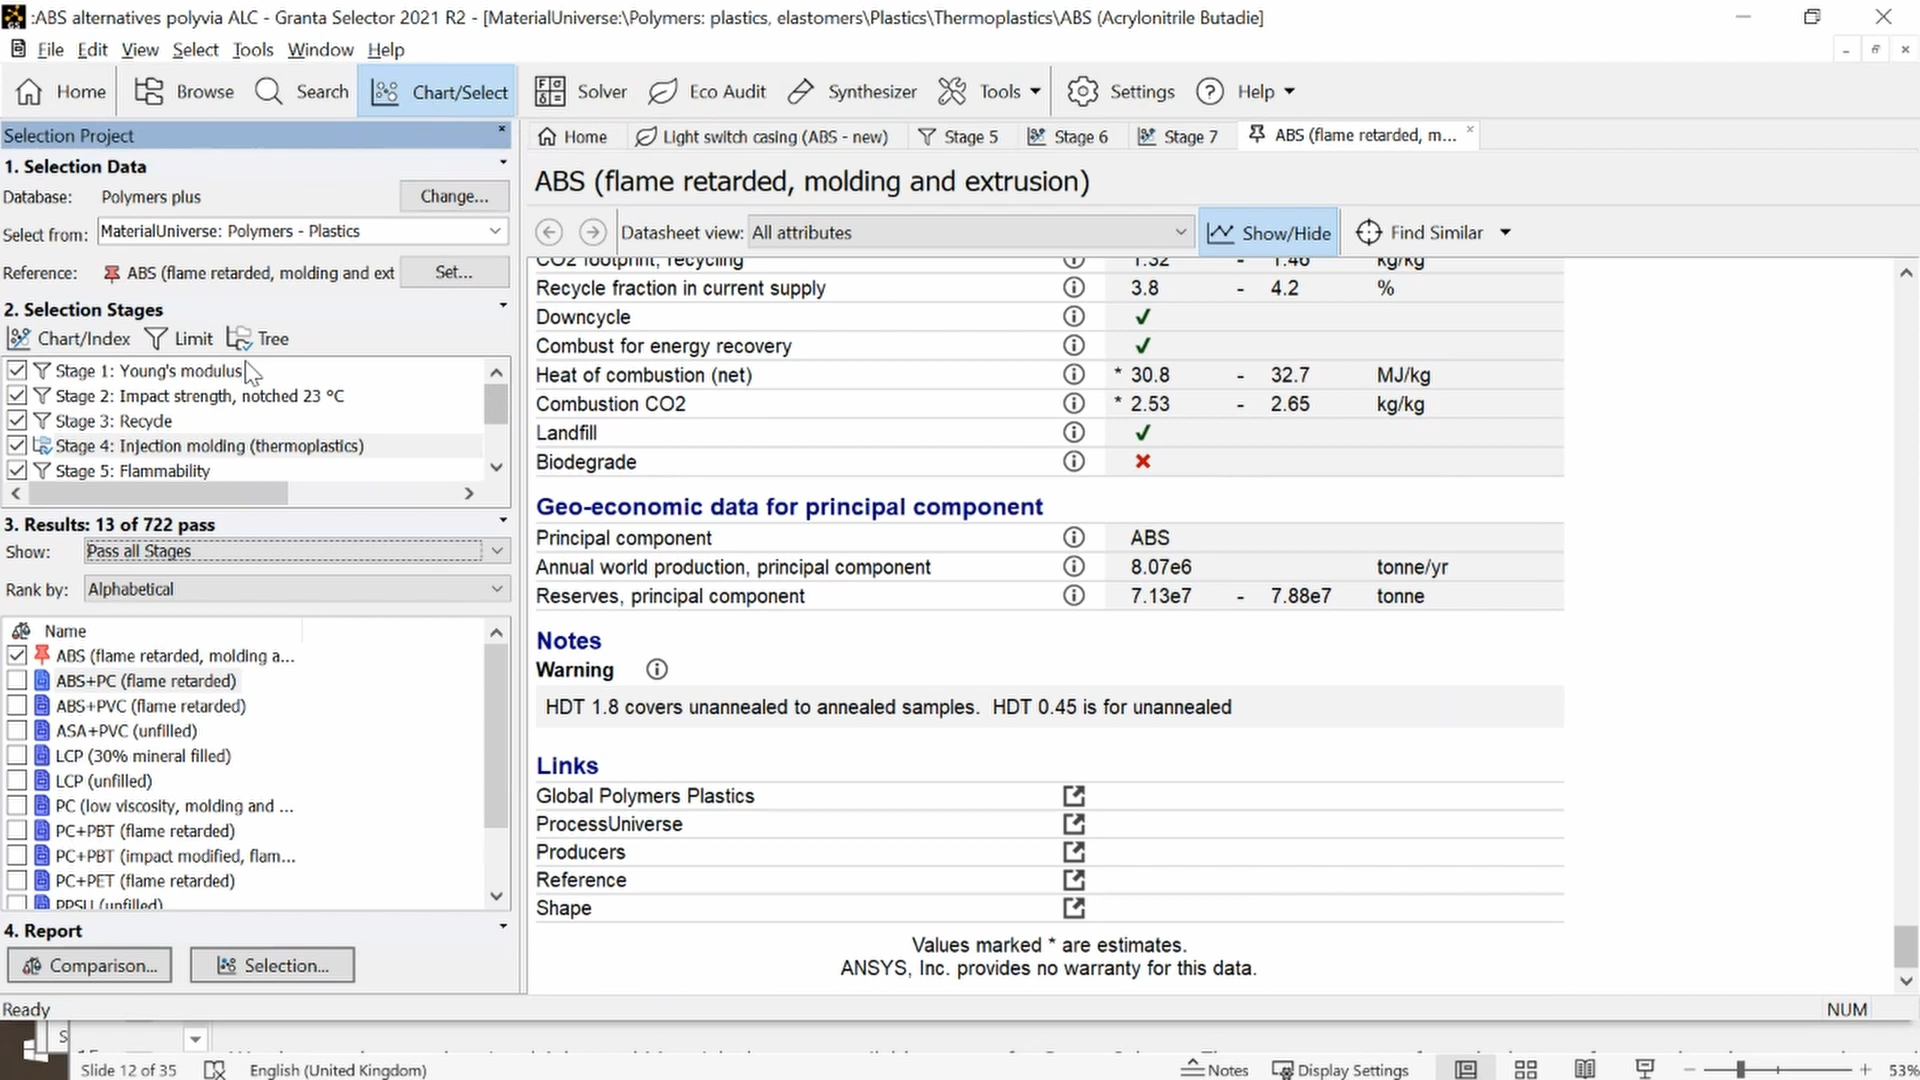 :ABS alternatives polyvia ALC - Granta Selector 2021 R2 - [MaterialUniverse:\Polymers: plastics, elastomers\Plastics\Thermoplastics\ABS (Acrylonitrile Butadie]
File Edit View Select Tools Window Help
Home Browse Search Chart/Select Solver Eco Audit Synthesizer Tools Settings Help
Selection Project
1. Selection Data
Database: Polymers plus Change...
Select from: MaterialUniverse: Polymers - Plastics
Reference: ABS (flame retarded, molding and ext Set...
2. Selection Stages
Chart/Index Limit Tree
Stage 1: Young's modulus
Stage 2: Impact strength, notched 23 °C
Stage 3: Recycle
Stage 4: Injection molding (thermoplastics)
Stage 5: Flammability
3. Results: 13 of 722 pass
Show: Pass all Stages
Rank by: Alphabetical
Name
ABS (flame retarded, molding a...
ABS+PC (flame retarded)
ABS+PVC (flame retarded)
ASA+PVC (unfilled)
LCP (30% mineral filled)
LCP (unfilled)
PC (low viscosity, molding and ...
PC+PBT (flame retarded)
PC+PBT (impact modified, flam...
PC+PET (flame retarded)
PPSU (unfilled)
4. Report
Comparison... Selection...
Home Light switch casing (ABS - new) Stage 5 Stage 6 Stage 7 ABS (flame retarded, m...
ABS (flame retarded, molding and extrusion)
Datasheet view: All attributes Show/Hide Find Similar
CO2 footprint, recycling 1.32 - 1.46 kg/kg
Recycle fraction in current supply 3.8 - 4.2 %
Downcycle
Combust for energy recovery
Heat of combustion (net) * 30.8 - 32.7 MJ/kg
Combustion CO2 * 2.53 - 2.65 kg/kg
Landfill
Biodegrade
Geo-economic data for principal component
Principal component ABS
Annual world production, principal component 8.07e6 tonne/yr
Reserves, principal component 7.13e7 - 7.88e7 tonne
Notes
Warning
HDT 1.8 covers unannealed to annealed samples. HDT 0.45 is for unannealed
Links
Global Polymers Plastics
ProcessUniverse
Producers
Reference
Shape
Values marked * are estimates.
ANSYS, Inc. provides no warranty for this data.
Ready NUM
Slide 12 of 35 English (United Kingdom) Notes Display Settings 53%